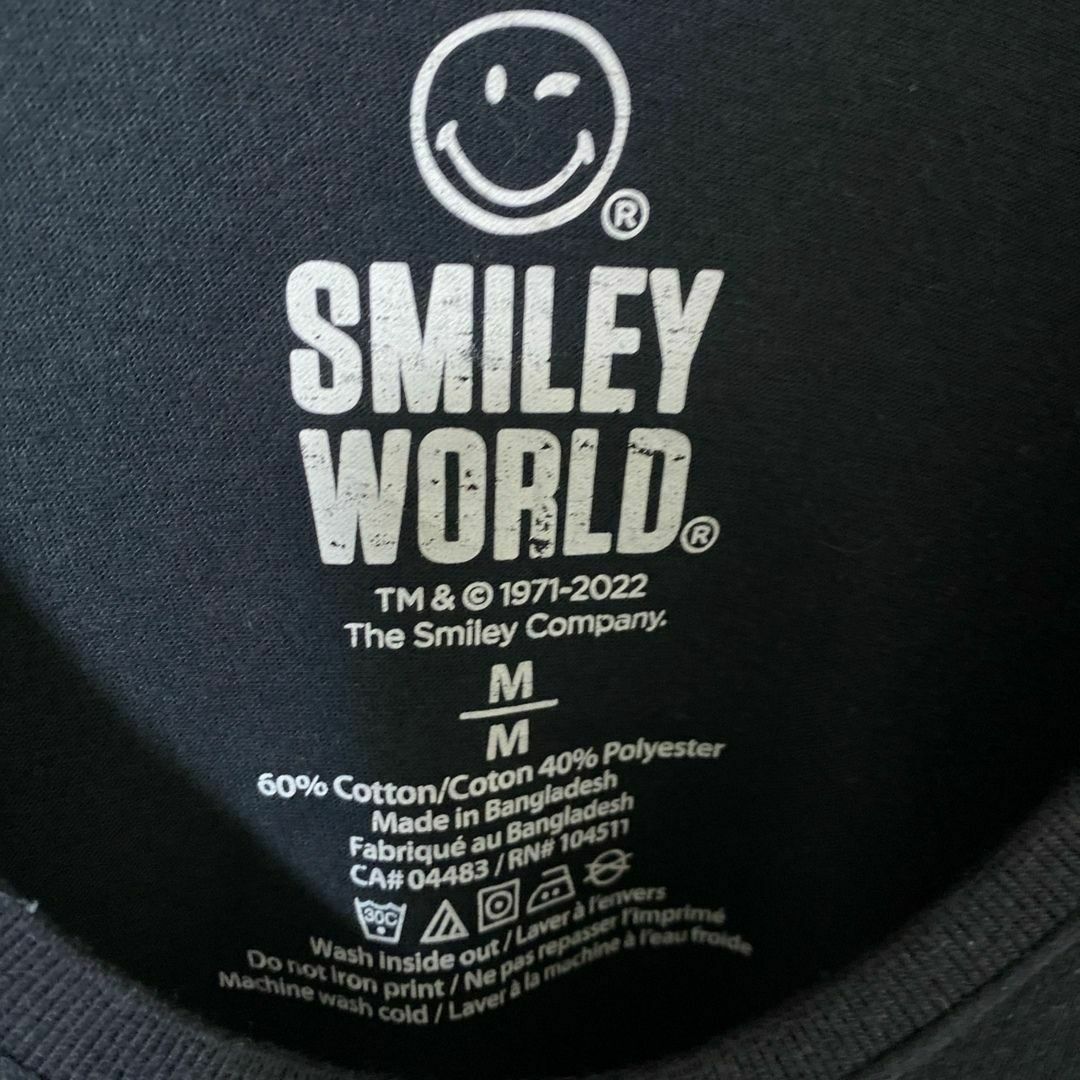 ®
SMILEY
WORLD®
TM & © 1971-2022
The Smiley Company.
M
M
60% Cotton/Coton 40% Polyester
Made in Bangladesh
Fabriqué au Bangladesh
CA# 04483 / RN# 104511
30C
Wash inside out / Laver à l'envers
Do not iron print / Ne pas repasser l'imprimé
Machine wash cold / Laver à la machine à l'eau froide